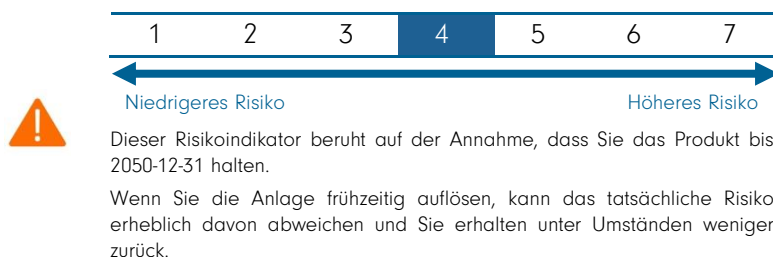 1 2 3 4 5 6 7
Niedrigeres Risiko Höheres Risiko
Dieser Risikoindikator beruht auf der Annahme, dass Sie das Produkt bis
2050-12-31 halten.
Wenn Sie die Anlage frühzeitig auflösen, kann das tatsächliche Risiko
erheblich davon abweichen und Sie erhalten unter Umständen weniger
zurück.